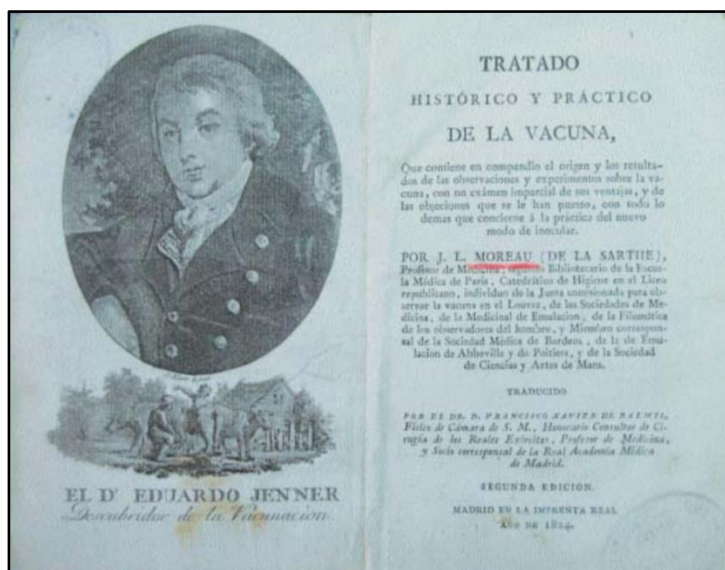 EL Dʳ EDUARDO JENNER
Descubridor de la Vacunacion.
TRATADO
HISTÓRICO Y PRÁCTICO
DE LA VACUNA,
Que contiene en compendio el origen y los resulta-
dos de las observaciones y experimentos sobre la va-
cuna, con un exámen imparcial de sus ventajas, y de
las objeciones que se le han puesto, con todo lo
demas que concierne á la práctica del nuevo
modo de inocular.
POR J. L. MOREAU (DE LA SARTHE),
Profesor de Medicina, Bibliotecario de la Escue-
la Médica de Paris, Catedrático de Higiene en el Liceo
republicano, individuo de la Junta comisionada para ob-
servar la vacuna en el Louvre, de las Sociedades de Me-
dicina, de la Medicinal de Emulacion, de la Filomática
de los observadores del hombre, y Miembro correspon-
sal de la Sociedad Médica de Burdeos, de la de Emu-
lacion de Abbeville y de Poitiers, y de la Sociedad
de Ciencias y Artes de Mans.
TRADUCIDO
POR EL DR. D. FRANCISCO XAVIER DE BALMIS,
Físico de Cámara de S. M., Honorario Consultor de Ci-
rugía de los Reales Exércitos, Profesor de Medicina,
y Socio corresponsal de la Real Academia Médica
de Madrid.
SEGUNDA EDICION.
MADRID EN LA IMPRENTA REAL
AÑO DE 1824.